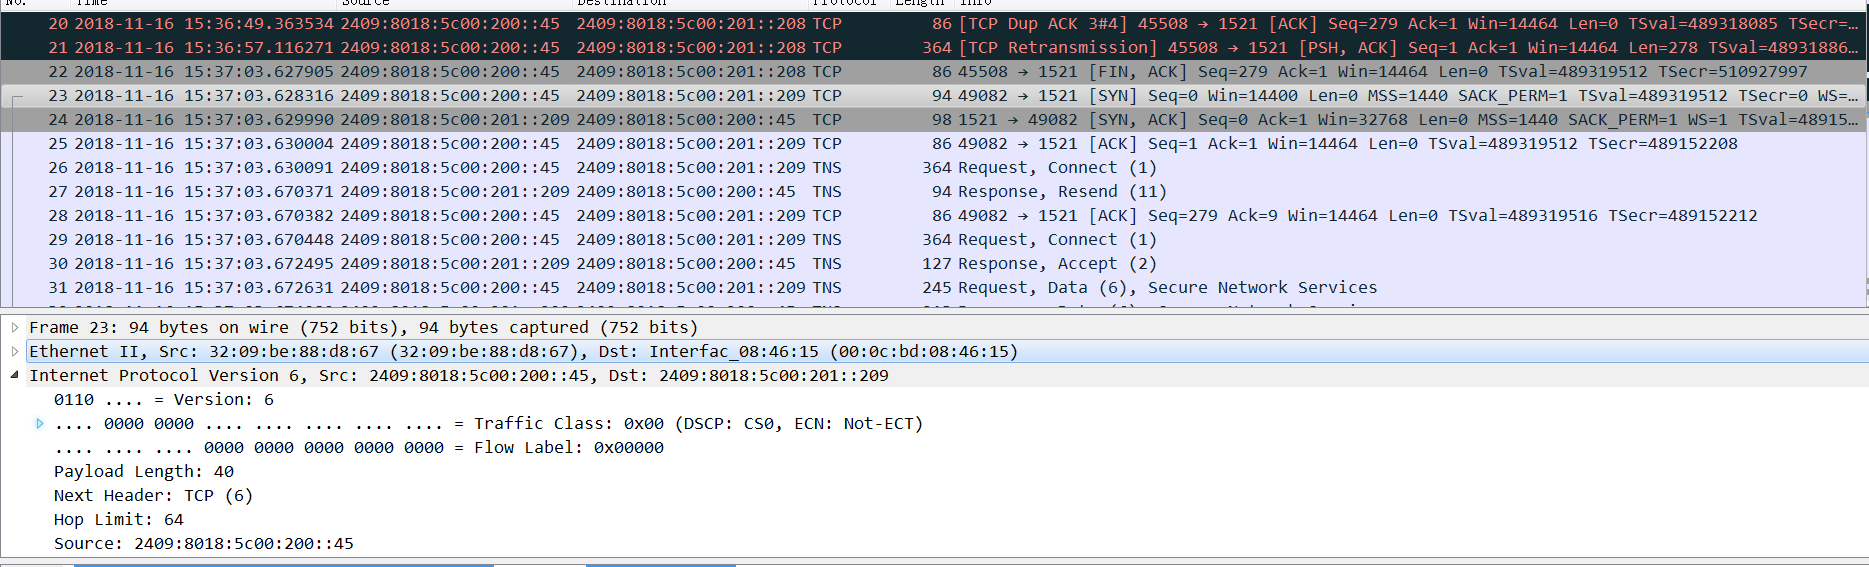 No. Time Source Destination Protocol Length Info
20 2018-11-16 15:36:49.363534 2409:8018:5c00:200::45 2409:8018:5c00:201::208 TCP 86 [TCP Dup ACK 3#4] 45508 → 1521 [ACK] Seq=279 Ack=1 Win=14464 Len=0 TSval=489318085 TSecr=…
21 2018-11-16 15:36:57.116271 2409:8018:5c00:200::45 2409:8018:5c00:201::208 TCP 364 [TCP Retransmission] 45508 → 1521 [PSH, ACK] Seq=1 Ack=1 Win=14464 Len=278 TSval=48931886…
22 2018-11-16 15:37:03.627905 2409:8018:5c00:200::45 2409:8018:5c00:201::208 TCP 86 45508 → 1521 [FIN, ACK] Seq=279 Ack=1 Win=14464 Len=0 TSval=489319512 TSecr=510927997
23 2018-11-16 15:37:03.628316 2409:8018:5c00:200::45 2409:8018:5c00:201::209 TCP 94 49082 → 1521 [SYN] Seq=0 Win=14400 Len=0 MSS=1440 SACK_PERM=1 TSval=489319512 TSecr=0 WS=…
24 2018-11-16 15:37:03.629990 2409:8018:5c00:201::209 2409:8018:5c00:200::45 TCP 98 1521 → 49082 [SYN, ACK] Seq=0 Ack=1 Win=32768 Len=0 MSS=1440 SACK_PERM=1 WS=1 TSval=48915…
25 2018-11-16 15:37:03.630004 2409:8018:5c00:200::45 2409:8018:5c00:201::209 TCP 86 49082 → 1521 [ACK] Seq=1 Ack=1 Win=14464 Len=0 TSval=489319512 TSecr=489152208
26 2018-11-16 15:37:03.630091 2409:8018:5c00:200::45 2409:8018:5c00:201::209 TNS 364 Request, Connect (1)
27 2018-11-16 15:37:03.670371 2409:8018:5c00:201::209 2409:8018:5c00:200::45 TNS 94 Response, Resend (11)
28 2018-11-16 15:37:03.670382 2409:8018:5c00:200::45 2409:8018:5c00:201::209 TCP 86 49082 → 1521 [ACK] Seq=279 Ack=9 Win=14464 Len=0 TSval=489319516 TSecr=489152212
29 2018-11-16 15:37:03.670448 2409:8018:5c00:200::45 2409:8018:5c00:201::209 TNS 364 Request, Connect (1)
30 2018-11-16 15:37:03.672495 2409:8018:5c00:201::209 2409:8018:5c00:200::45 TNS 127 Response, Accept (2)
31 2018-11-16 15:37:03.672631 2409:8018:5c00:200::45 2409:8018:5c00:201::209 TNS 245 Request, Data (6), Secure Network Services
Frame 23: 94 bytes on wire (752 bits), 94 bytes captured (752 bits)
Ethernet II, Src: 32:09:be:88:d8:67 (32:09:be:88:d8:67), Dst: Interfac_08:46:15 (00:0c:bd:08:46:15)
Internet Protocol Version 6, Src: 2409:8018:5c00:200::45, Dst: 2409:8018:5c00:201::209
0110 .... = Version: 6
.... 0000 0000 .... .... .... .... .... = Traffic Class: 0x00 (DSCP: CS0, ECN: Not-ECT)
.... .... .... 0000 0000 0000 0000 0000 = Flow Label: 0x00000
Payload Length: 40
Next Header: TCP (6)
Hop Limit: 64
Source: 2409:8018:5c00:200::45